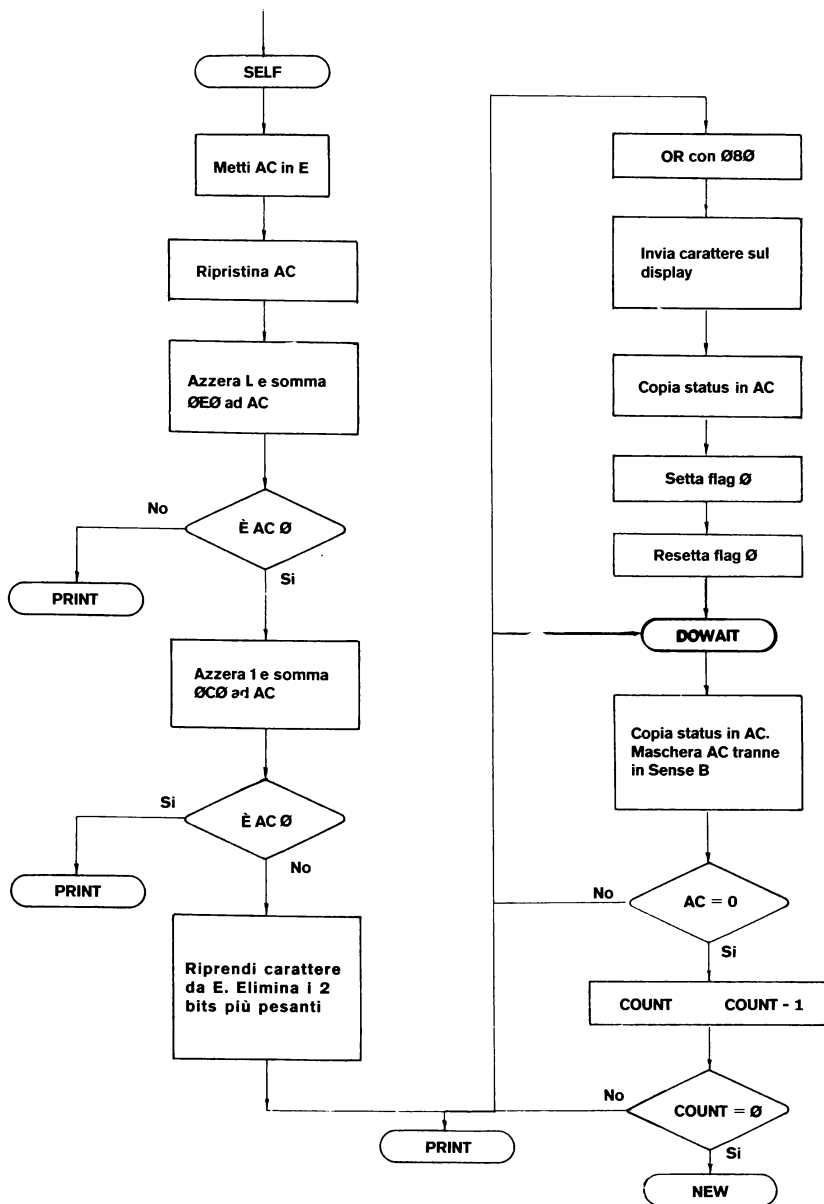 SELF
Metti AC in E
Ripristina AC
Azzera L e somma
ØEØ ad AC
No
È AC Ø
PRINT
Si
Azzera 1 e somma
ØCØ ad AC
Si
È AC Ø
PRINT
No
Riprendi carattere
da E. Elimina i 2
bits più pesanti
PRINT
OR con Ø8Ø
Invia carattere sul
display
Copia status in AC
Setta flag Ø
Resetta flag Ø
DOWAIT
Copia status in AC.
Maschera AC tranne
in Sense B
No
AC = 0
Si
COUNT COUNT - 1
No
COUNT = Ø
Si
NEW